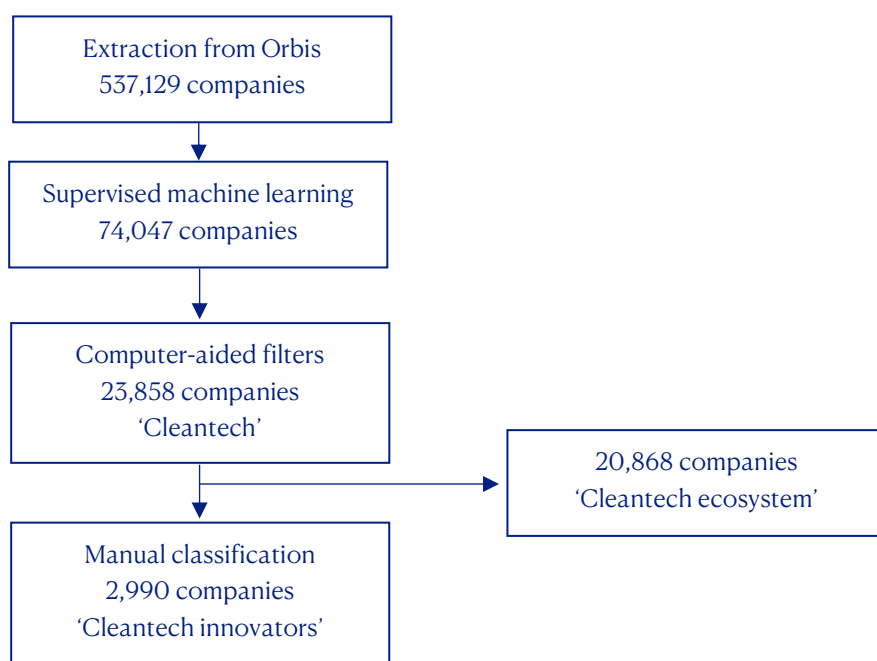 Extraction from Orbis
537,129 companies
Supervised machine learning
74,047 companies
Computer-aided filters
23,858 companies
‘Cleantech’
20,868 companies
‘Cleantech ecosystem’
Manual classification
2,990 companies
‘Cleantech innovators’